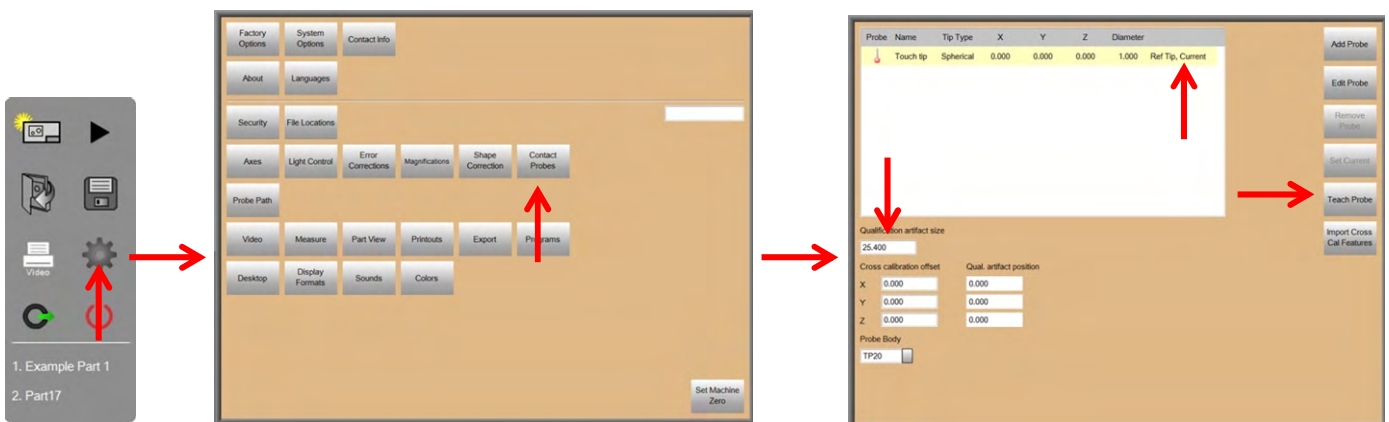 Video
1. Example Part 1
2. Part17
Factory
Options
System
Options
Contact Info
About
Languages
Security
File Locations
Axes
Light Control
Error
Corrections
Magnifications
Shape
Correction
Contact
Probes
Probe Path
Video
Measure
Part View
Printouts
Export
Programs
Desktop
Display
Formats
Sounds
Colors
Set Machine
Zero
Probe Name Tip Type X Y Z Diameter
Touch tip Spherical 0.000 0.000 0.000 1.000 Ref Tip, Current
Qualification artifact size
25.400
Cross calibration offset Qual. artifact position
X 0.000 0.000
Y 0.000 0.000
Z 0.000 0.000
Probe Body
TP20
Add Probe
Edit Probe
Remove
Probe
Set Current
Teach Probe
Import Cross
Cal Features